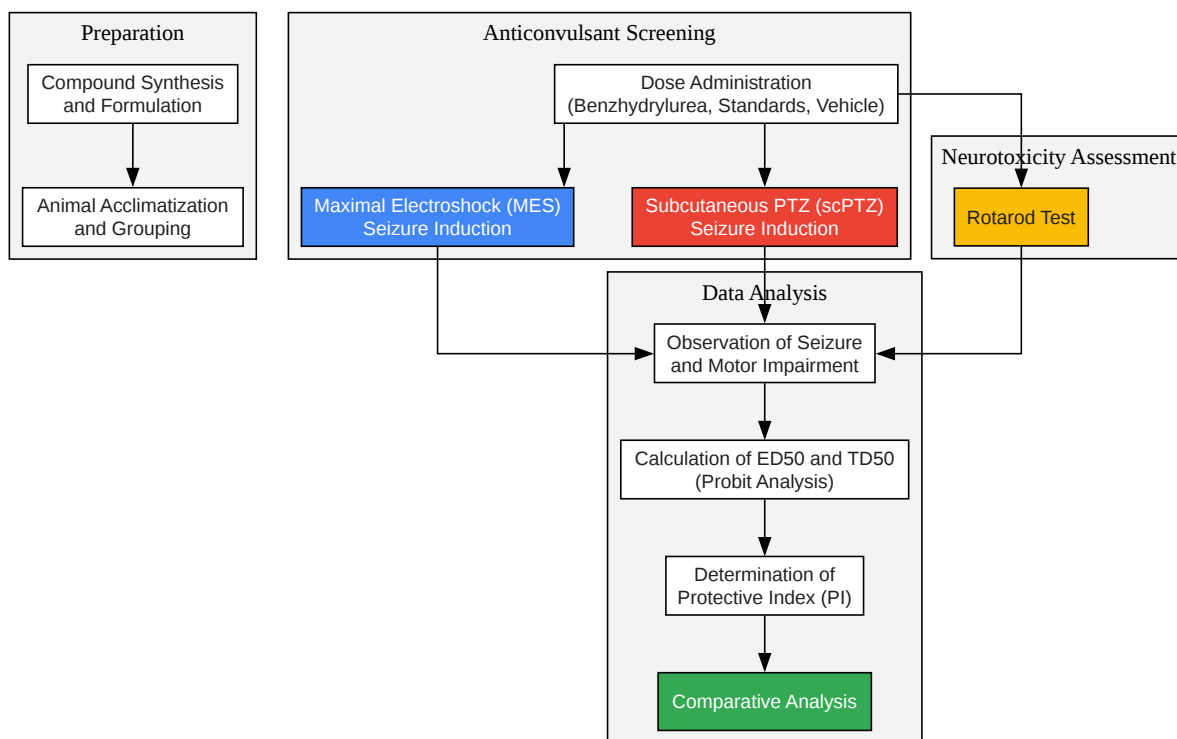 Preparation
Compound Synthesis
and Formulation
Animal Acclimatization
and Grouping
Anticonvulsant Screening
Dose Administration
(Benzhydrylurea, Standards, Vehicle)
Maximal Electroshock (MES)
Seizure Induction
Subcutaneous PTZ (scPTZ)
Seizure Induction
Neurotoxicity Assessment
Rotarod Test
Data Analysis
Observation of Seizure
and Motor Impairment
Calculation of ED50 and TD50
(Probit Analysis)
Determination of
Protective Index (PI)
Comparative Analysis